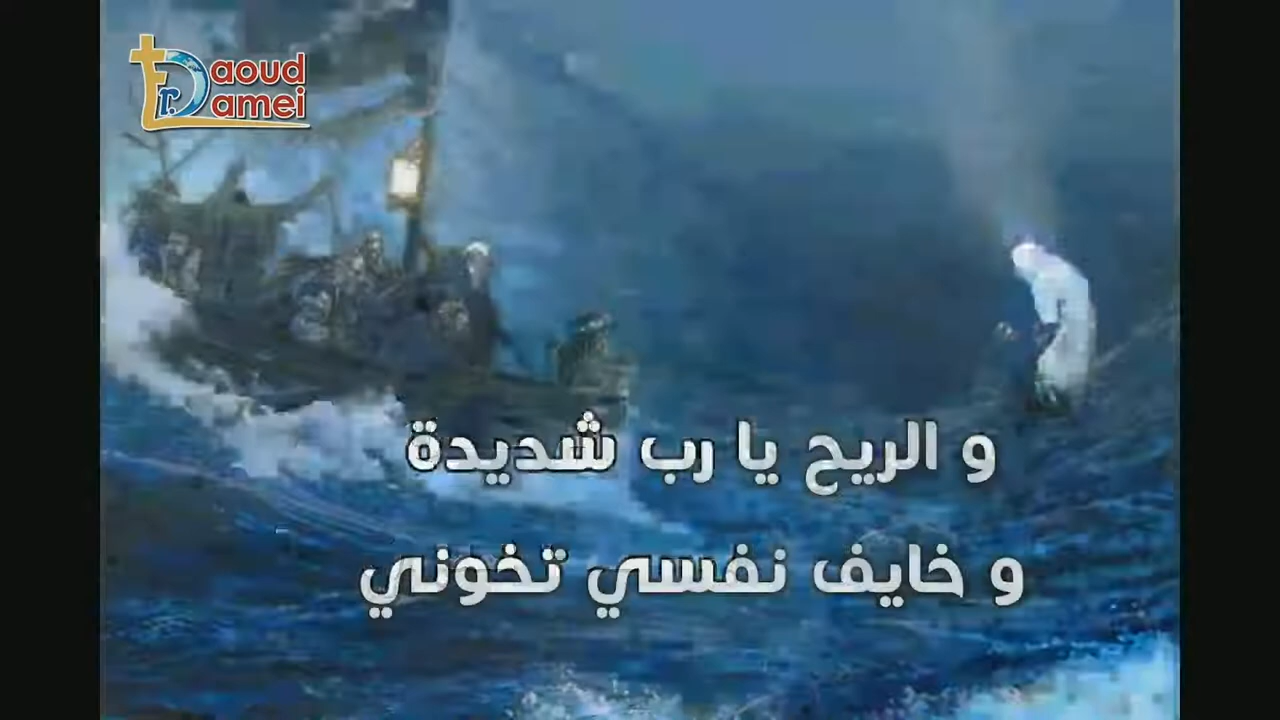 Fr. Daoud
Lamei
و الريح يا رب شديدة
و خايف نفسي تخوني